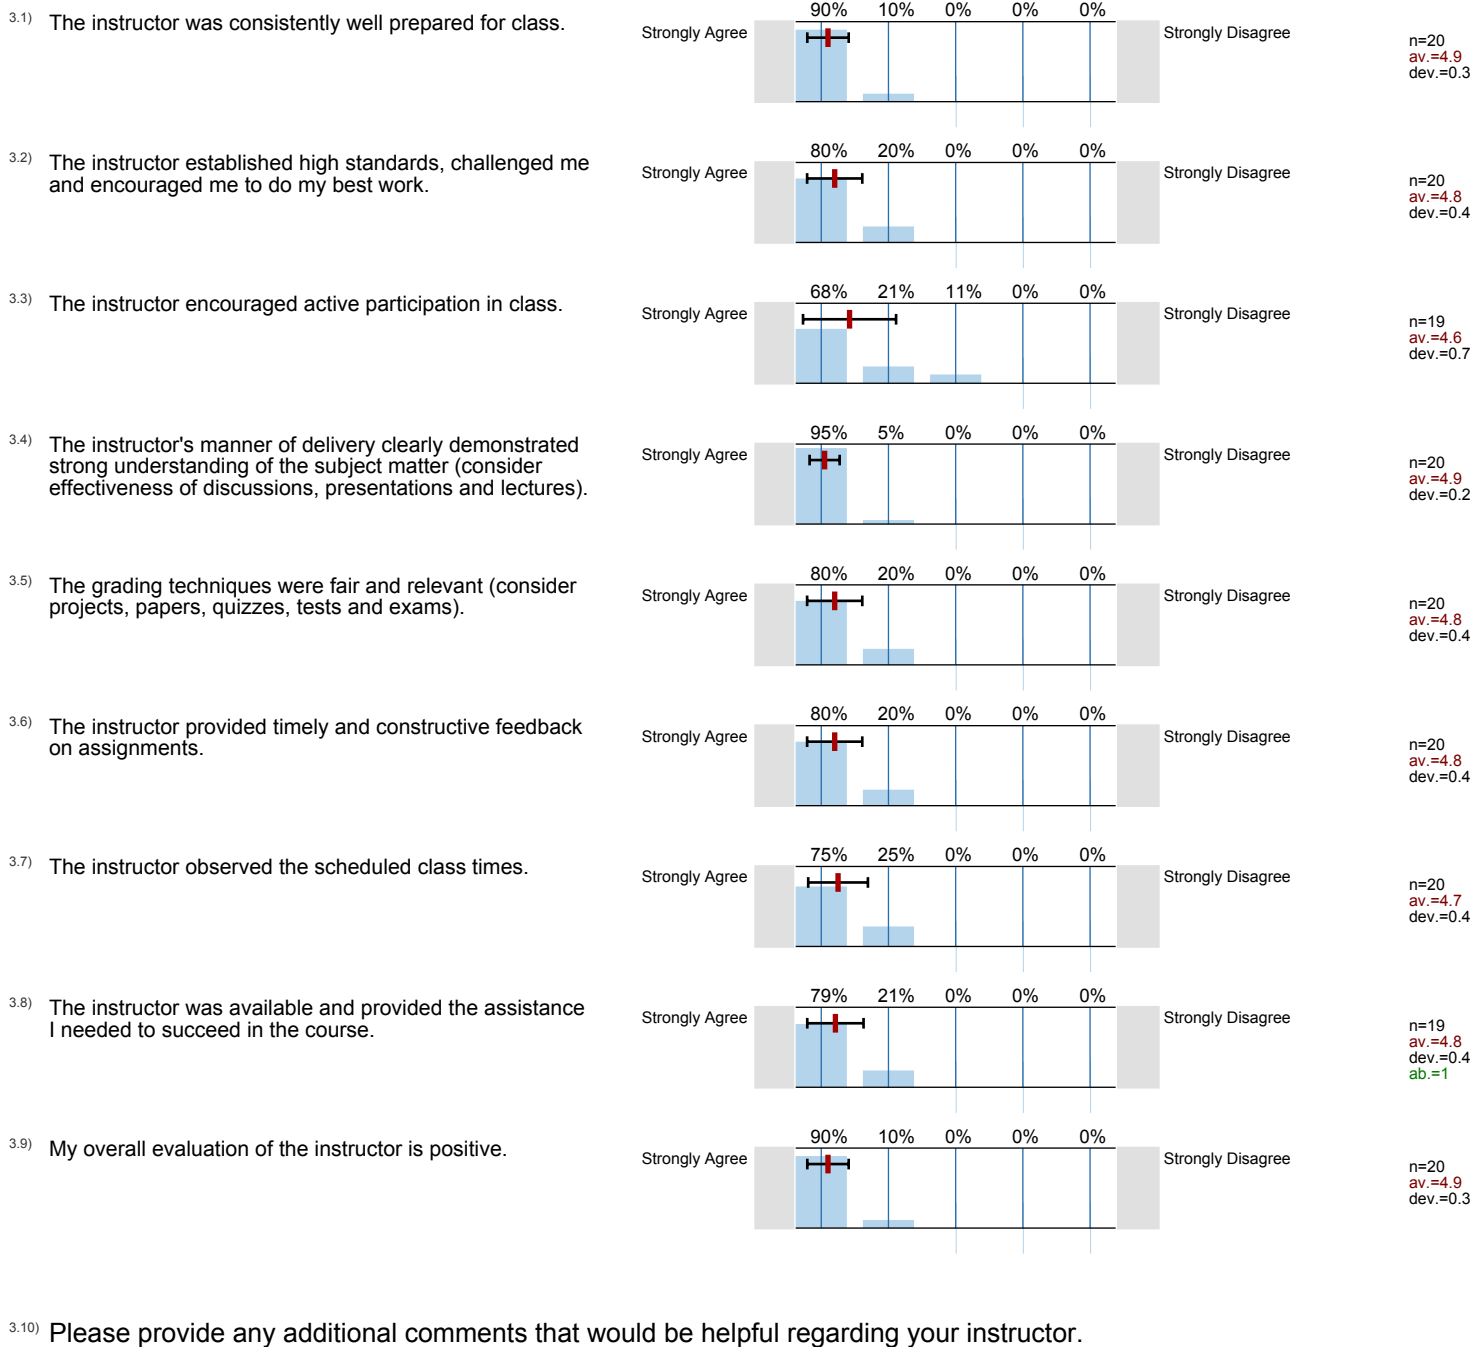 3.1) The instructor was consistently well prepared for class.
90% 10% 0% 0% 0%
Strongly Agree Strongly Disagree
n=20
av.=4.9
dev.=0.3
3.2) The instructor established high standards, challenged me
and encouraged me to do my best work.
80% 20% 0% 0% 0%
Strongly Agree Strongly Disagree
n=20
av.=4.8
dev.=0.4
3.3) The instructor encouraged active participation in class.
68% 21% 11% 0% 0%
Strongly Agree Strongly Disagree
n=19
av.=4.6
dev.=0.7
3.4) The instructor's manner of delivery clearly demonstrated
strong understanding of the subject matter (consider
effectiveness of discussions, presentations and lectures).
95% 5% 0% 0% 0%
Strongly Agree Strongly Disagree
n=20
av.=4.9
dev.=0.2
3.5) The grading techniques were fair and relevant (consider
projects, papers, quizzes, tests and exams).
80% 20% 0% 0% 0%
Strongly Agree Strongly Disagree
n=20
av.=4.8
dev.=0.4
3.6) The instructor provided timely and constructive feedback
on assignments.
80% 20% 0% 0% 0%
Strongly Agree Strongly Disagree
n=20
av.=4.8
dev.=0.4
3.7) The instructor observed the scheduled class times.
75% 25% 0% 0% 0%
Strongly Agree Strongly Disagree
n=20
av.=4.7
dev.=0.4
3.8) The instructor was available and provided the assistance
I needed to succeed in the course.
79% 21% 0% 0% 0%
Strongly Agree Strongly Disagree
n=19
av.=4.8
dev.=0.4
ab.=1
3.9) My overall evaluation of the instructor is positive.
90% 10% 0% 0% 0%
Strongly Agree Strongly Disagree
n=20
av.=4.9
dev.=0.3
3.10) Please provide any additional comments that would be helpful regarding your instructor.